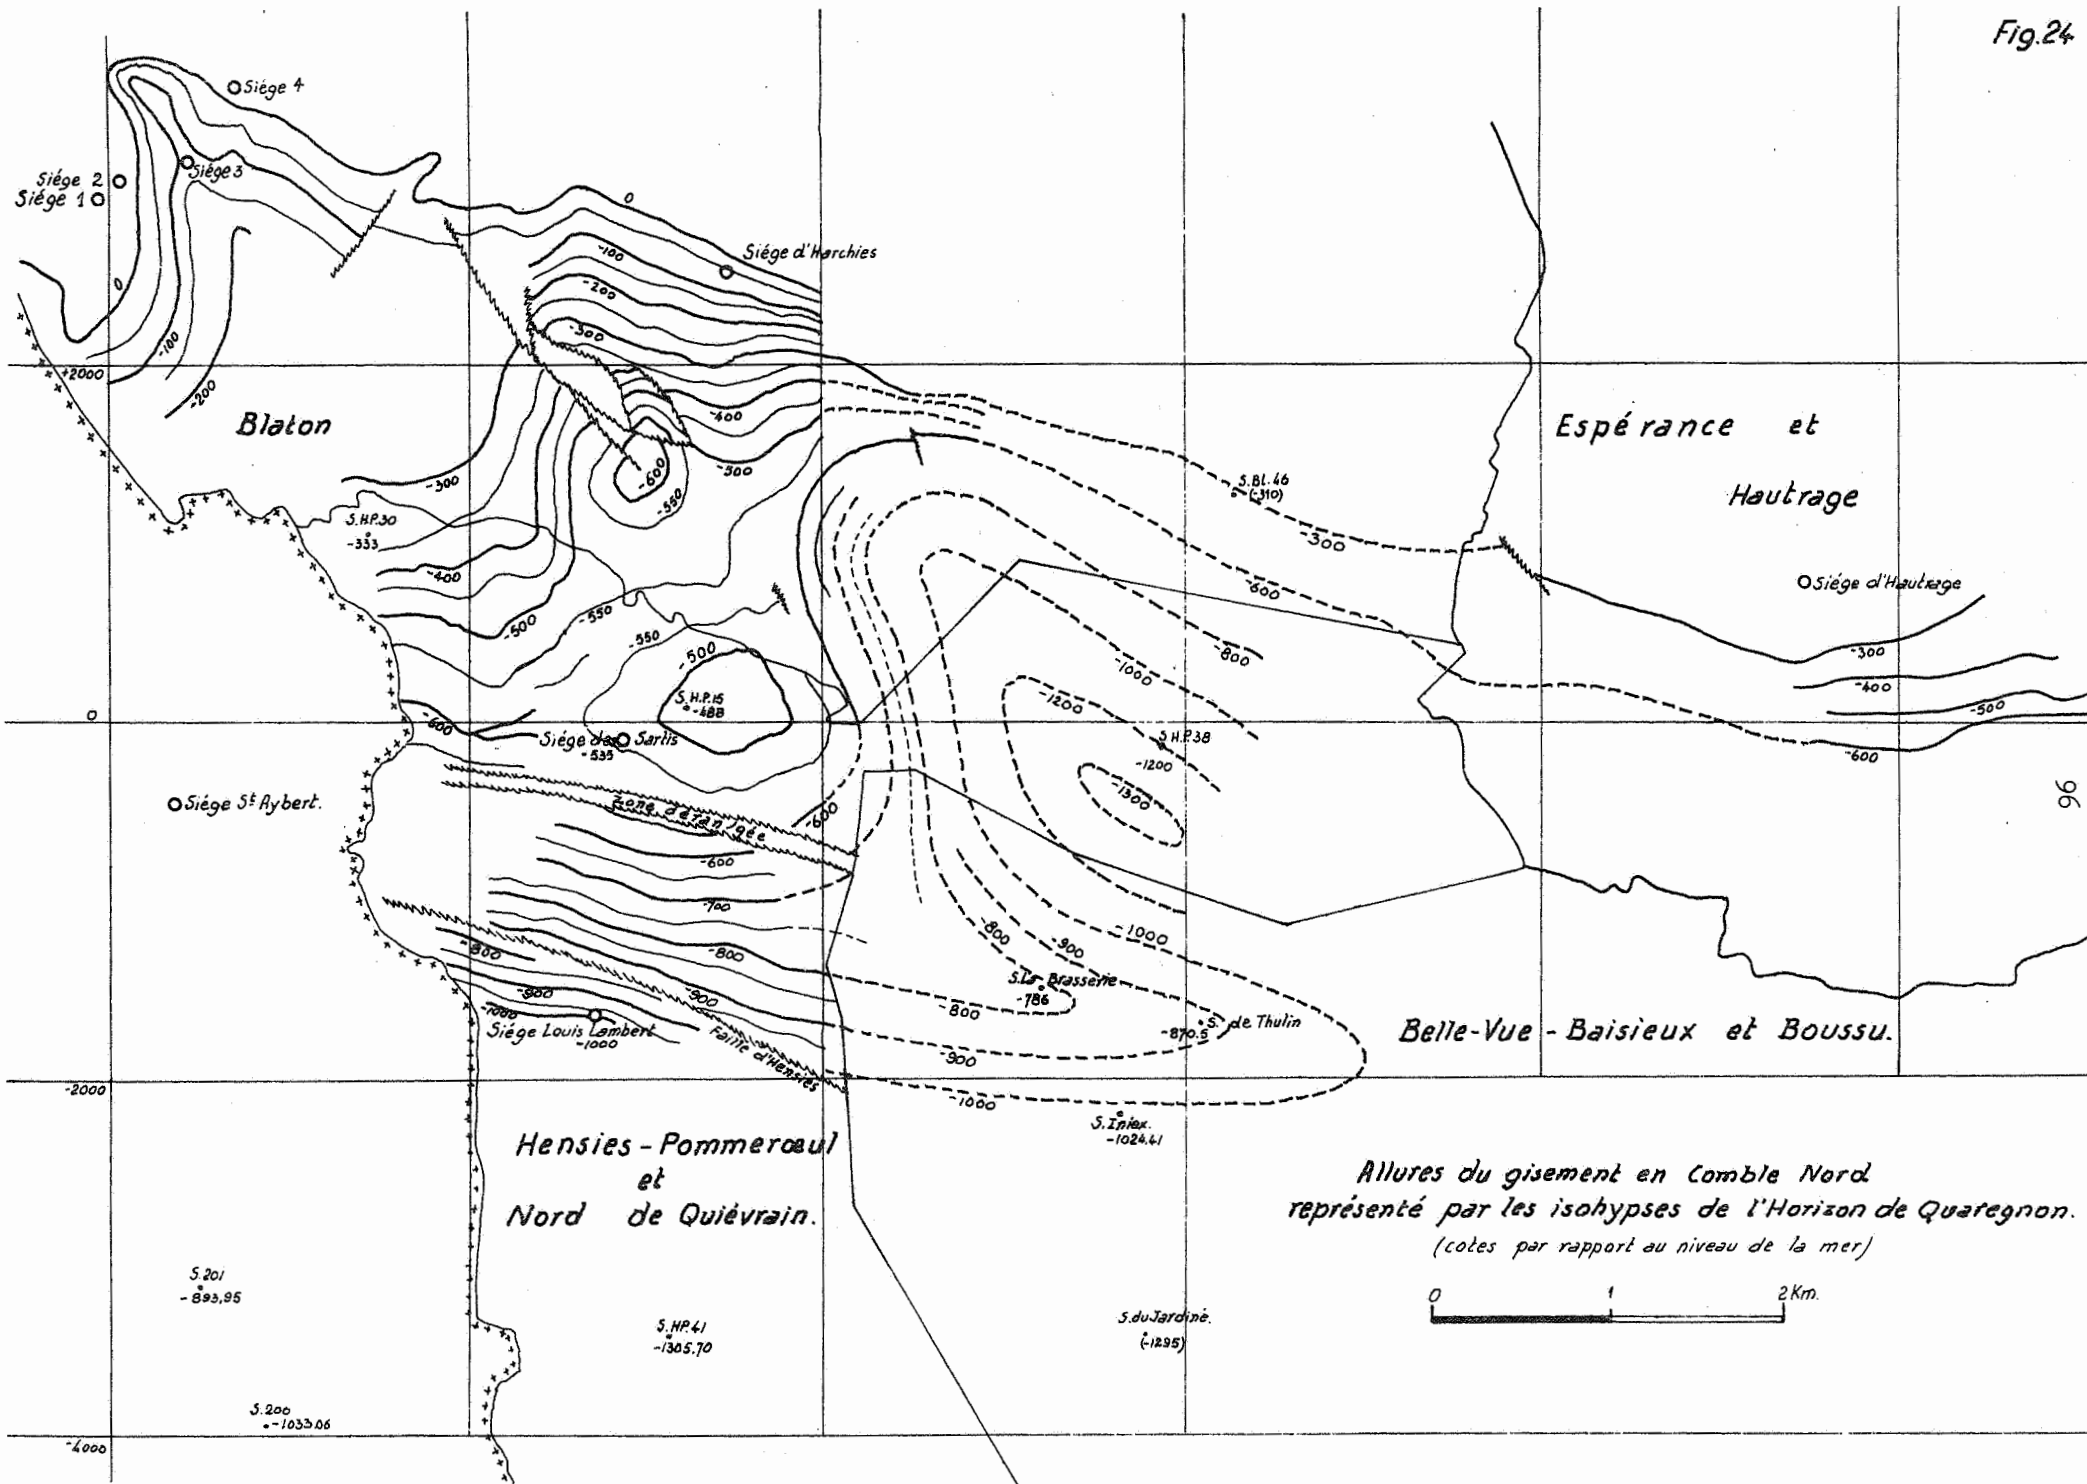 Fig.24
Siége 4
Siége 3
Siége 2
Siége 1
0
Siége d'Harchies
-100
-200
-300
0
-100
-200
+2000
Blaton
-400
-500
-600
-550
-300
S.H.P.30
-333
-400
-500
-550
-550
-500
S.H.P.15
-488
S.BL.46
(-310)
-300
-600
-800
-1000
-1200
S.H.P.38
-1200
-1300
Espérance et
Hautrage
Siége d'Hautrage
-300
-400
-500
-600
0
-600
Siége des Sartis
-535
Siége St Aybert.
Zone dérangée
-600
-600
-700
-800
-800
-900
-900
-1000
Siége Louis Lambert
-1000
Faille d'Hensies
-800
-900
-1000
S.La Brasserie
-786
-800
S. de Thulin
-870.5
-900
-1000
S. Iniex.
-1024.41
Belle-Vue-Baisieux et Boussu.
96
-2000
Hensies-Pommerœul
et
Nord de Quiévrain.
Allures du gisement en Comble Nord
représenté par les isohypses de l'Horizon de Quaregnon.
(cotes par rapport au niveau de la mer)
0 1 2 Km.
S.201
-893,95
S.HP.41
-1305.70
S.du Jardiné.
(-1295)
S.200
-1033.06
-4000